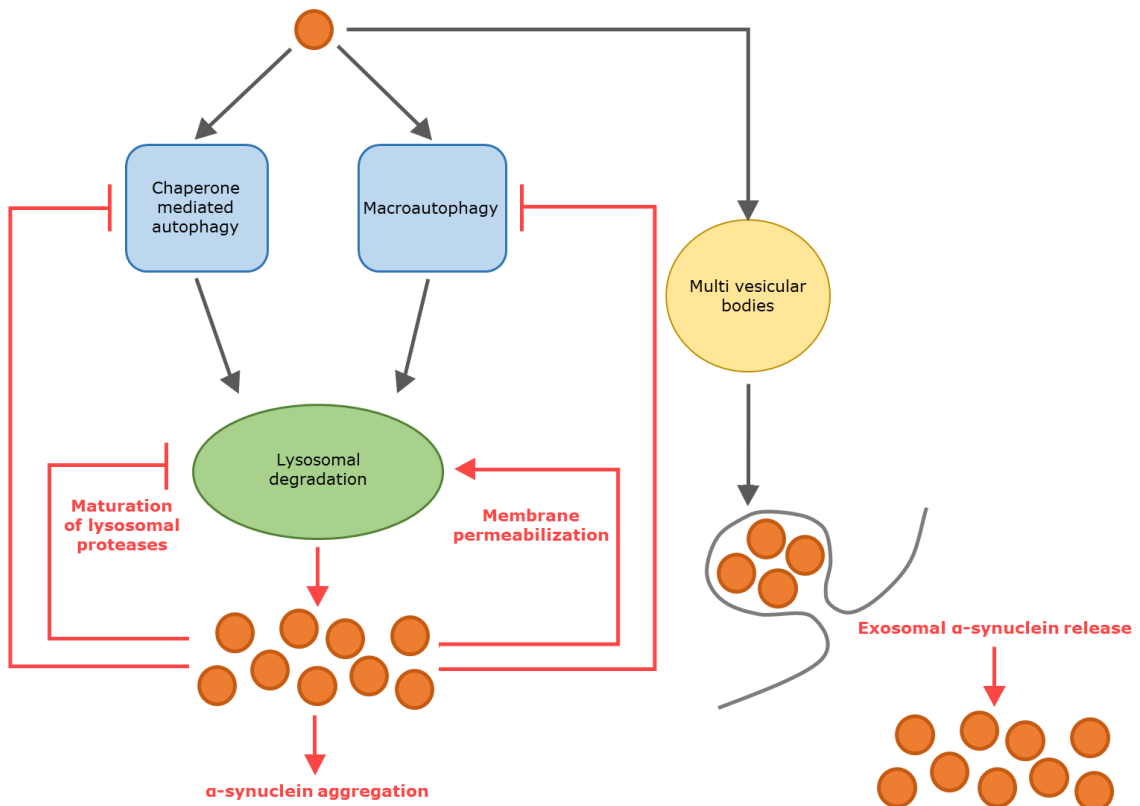 Chaperone
mediated
autophagy
Macroautophagy
Multi vesicular
bodies
Lysosomal
degradation
Maturation
of lysosomal
proteases
Membrane
permeabilization
Exosomal α-synuclein release
α-synuclein aggregation